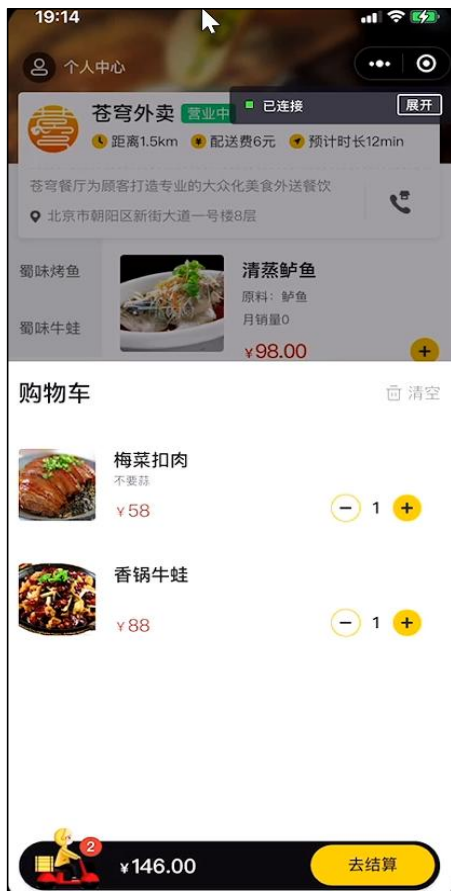 19:14
个人中心
苍穹外卖 营业中
已连接 展开
距离1.5km 配送费6元 预计时长12min
苍穹餐厅为顾客打造专业的大众化美食外送餐饮
北京市朝阳区新街大道一号楼8层
蜀味烤鱼
清蒸鲈鱼
原料：鲈鱼
蜀味牛蛙
月销量0
¥98.00 +
购物车 清空
梅菜扣肉
不要蒜
¥58 − 1 +
香锅牛蛙
¥88 − 1 +
2
¥146.00 去结算